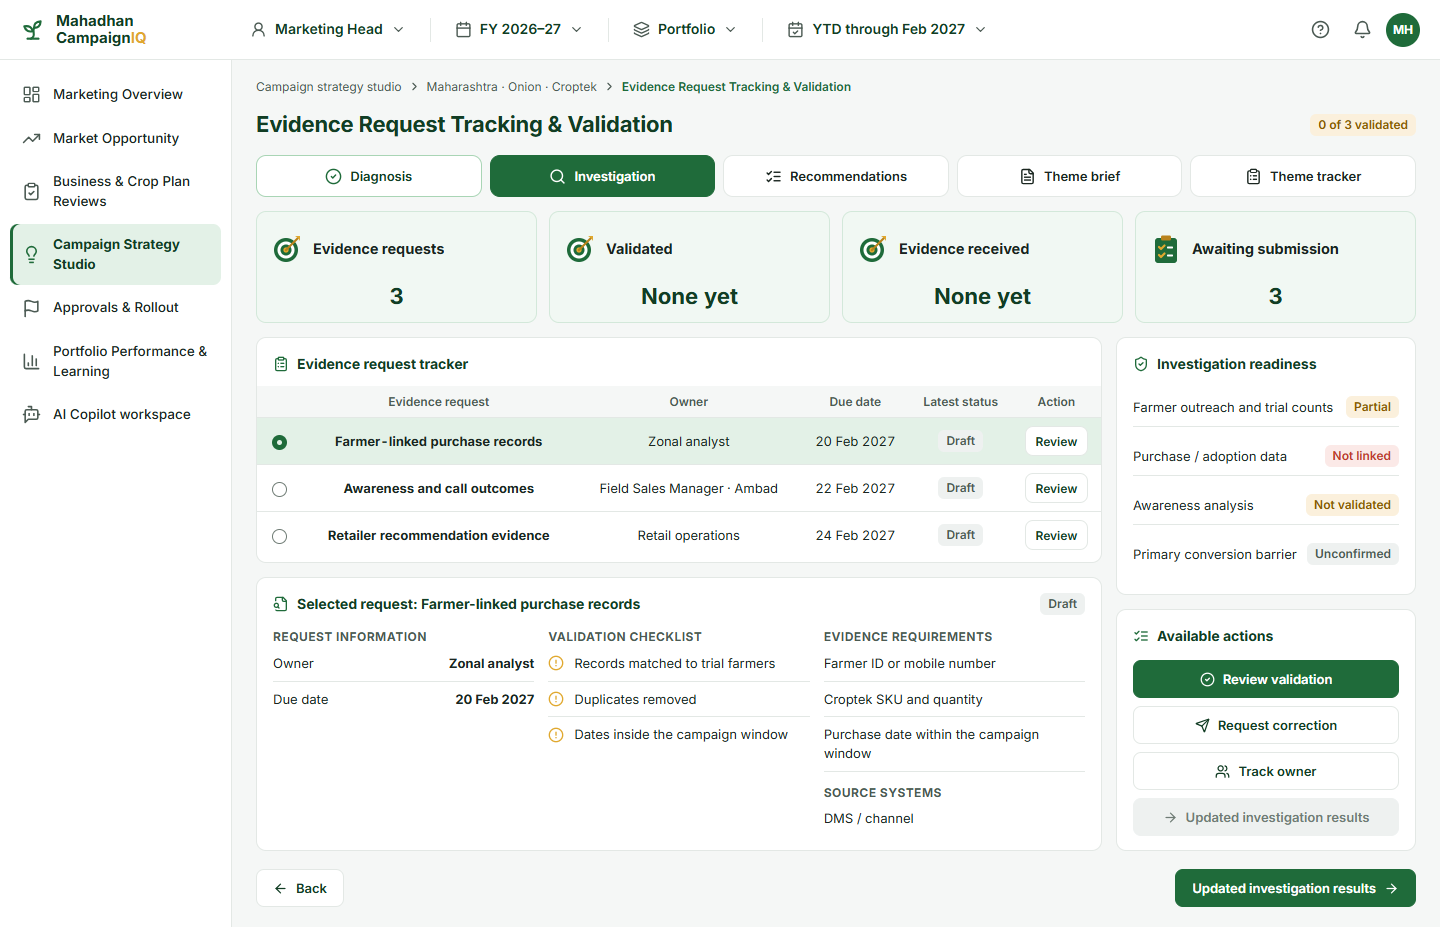 Mahadhan
CampaignIQ
Marketing Head
FY 2026–27
Portfolio
YTD through Feb 2027
MH
Marketing Overview
Market Opportunity
Business & Crop Plan
Reviews
Campaign Strategy
Studio
Approvals & Rollout
Portfolio Performance &
Learning
AI Copilot workspace
Campaign strategy studio
Maharashtra · Onion · Croptek
Evidence Request Tracking & Validation
Evidence Request Tracking & Validation
0 of 3 validated
Diagnosis
Investigation
Recommendations
Theme brief
Theme tracker
Evidence requests
3
Validated
None yet
Evidence received
None yet
Awaiting submission
3
Evidence request tracker
Evidence request Owner Due date Latest status Action
Farmer-linked purchase records Zonal analyst 20 Feb 2027 Draft Review
Awareness and call outcomes Field Sales Manager · Ambad 22 Feb 2027 Draft Review
Retailer recommendation evidence Retail operations 24 Feb 2027 Draft Review
Investigation readiness
Farmer outreach and trial counts Partial
Purchase / adoption data Not linked
Awareness analysis Not validated
Primary conversion barrier Unconfirmed
Selected request: Farmer-linked purchase records
Draft
REQUEST INFORMATION
Owner Zonal analyst
Due date 20 Feb 2027
VALIDATION CHECKLIST
Records matched to trial farmers
Duplicates removed
Dates inside the campaign window
EVIDENCE REQUIREMENTS
Farmer ID or mobile number
Croptek SKU and quantity
Purchase date within the campaign
window
SOURCE SYSTEMS
DMS / channel
Available actions
Review validation
Request correction
Track owner
Updated investigation results
Back
Updated investigation results